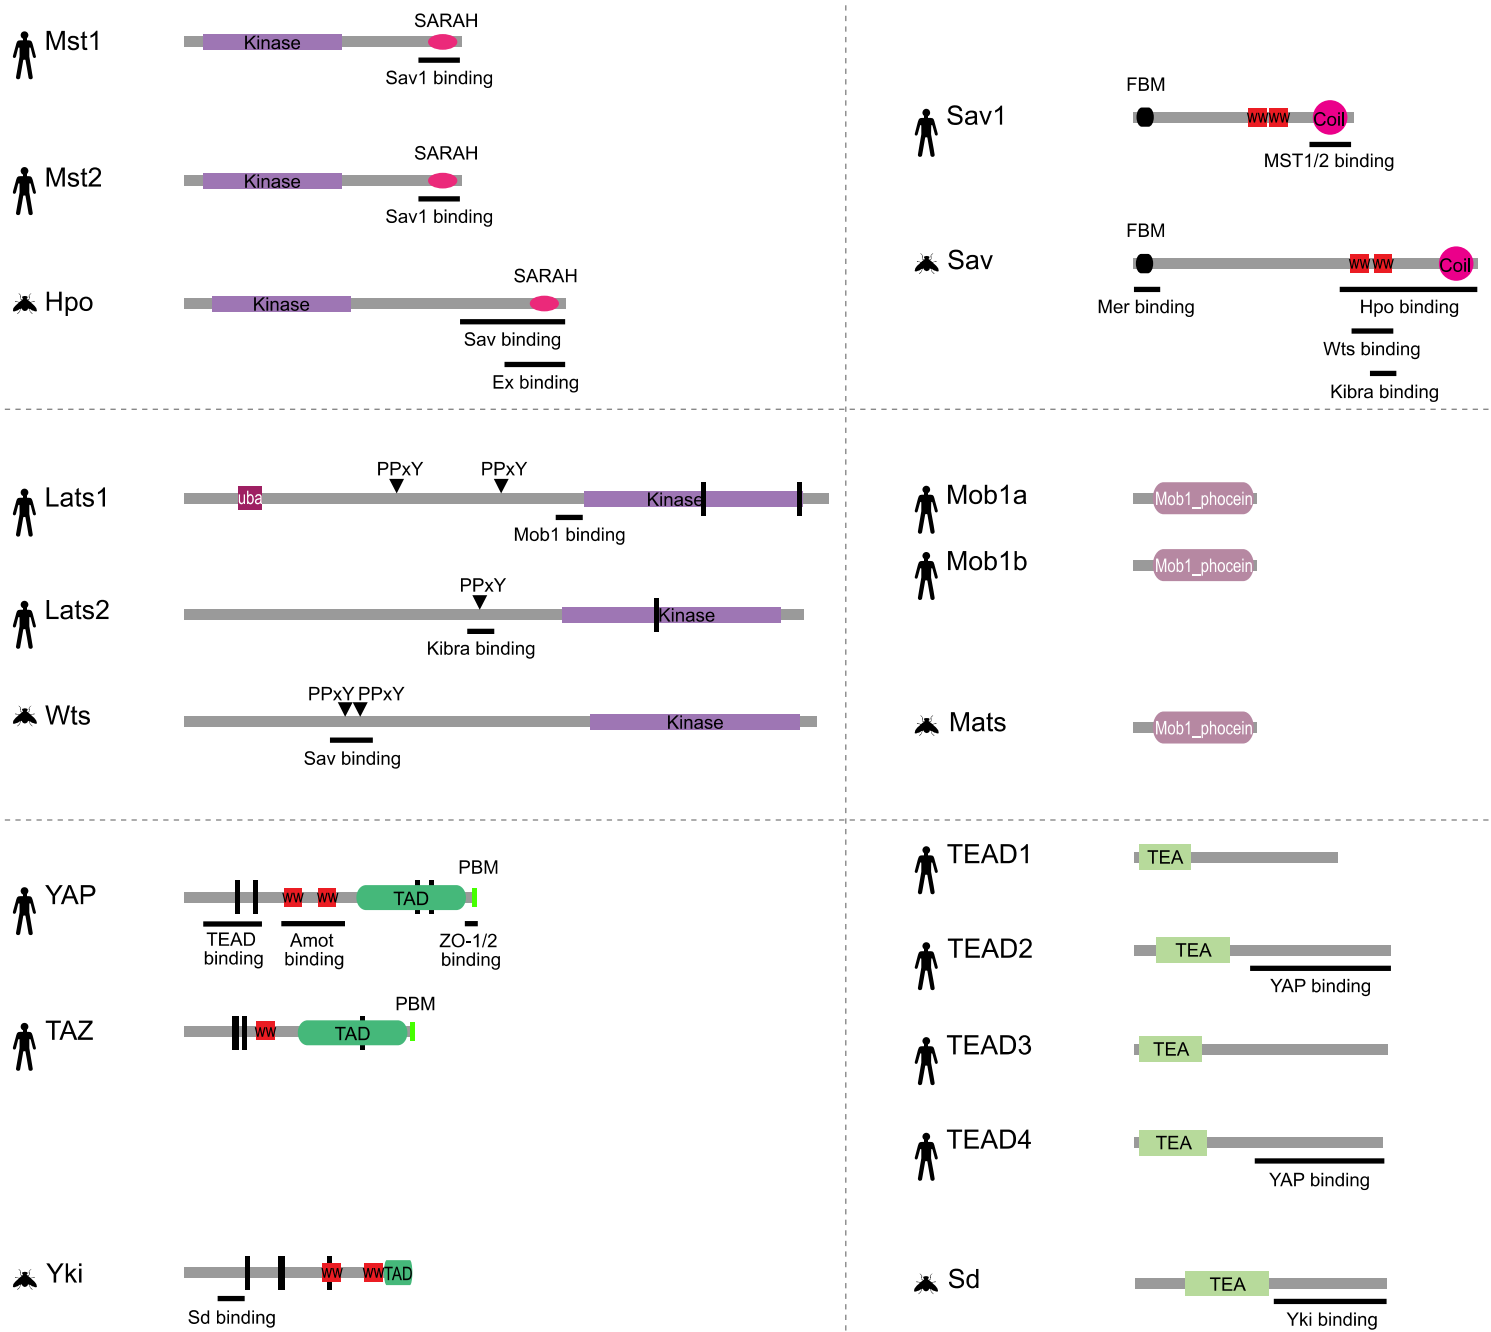 SARAH
Mst1
Kinase
Sav1 binding
SARAH
Mst2
Kinase
Sav1 binding
SARAH
Hpo
Kinase
Sav binding
Ex binding
FBM
Sav1
WW WW
Coil
MST1/2 binding
FBM
Sav
WW WW
Coil
Mer binding
Hpo binding
Wts binding
Kibra binding
PPxY PPxY
Lats1
uba
Kinase
Mob1 binding
PPxY
Lats2
Kinase
Kibra binding
PPxY PPxY
Wts
Kinase
Sav binding
Mob1a
Mob1_phocein
Mob1b
Mob1_phocein
Mats
Mob1_phocein
PBM
YAP
WW WW
TAD
TEAD
binding
Amot
binding
ZO-1/2
binding
PBM
TAZ
WW
TAD
Yki
WW WW
TAD
Sd binding
TEAD1
TEA
TEAD2
TEA
YAP binding
TEAD3
TEA
TEAD4
TEA
YAP binding
Sd
TEA
Yki binding